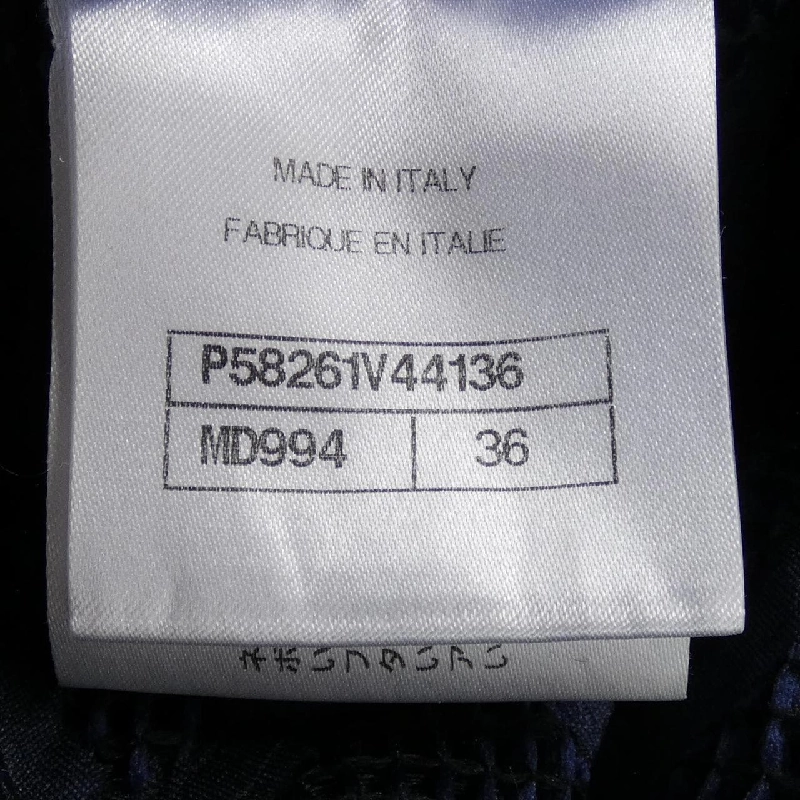 MADE IN ITALY
FABRIQUE EN ITALIE
P58261V44136
MD994 36